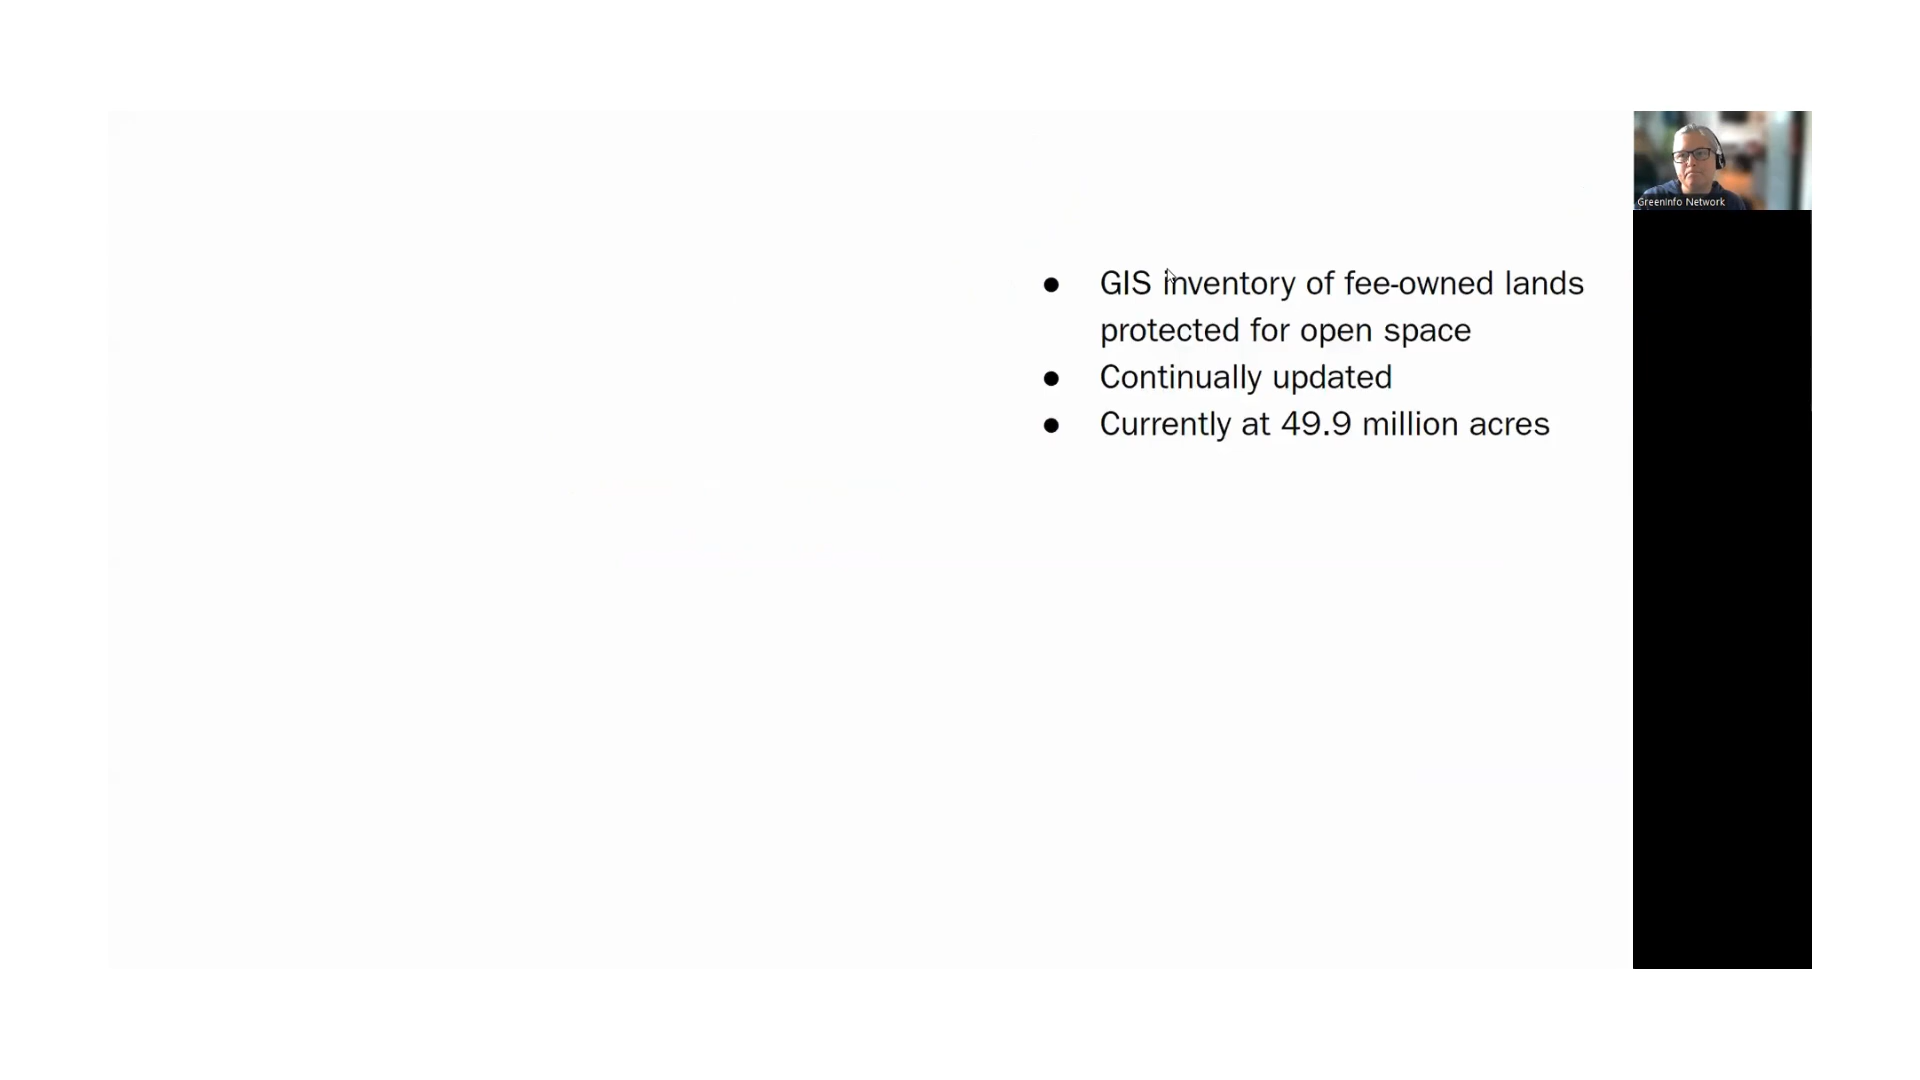 GreenInfo Network
● GIS inventory of fee-owned lands
protected for open space
● Continually updated
● Currently at 49.9 million acres